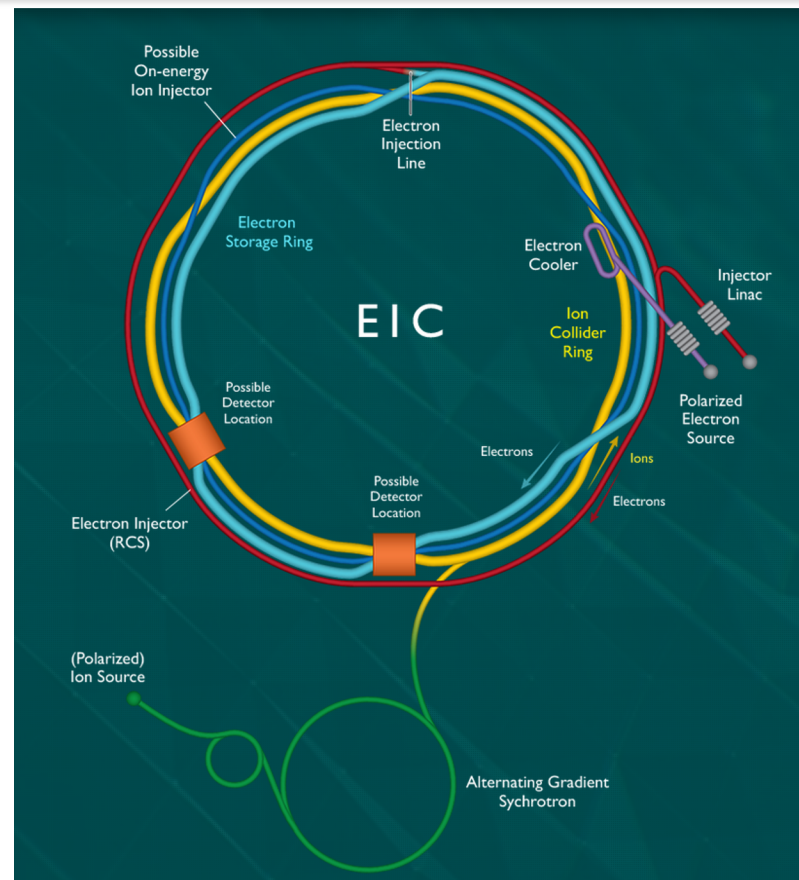 Possible
On-energy
Ion Injector
Electron
Injection
Line
Electron
Storage Ring
Electron
Cooler
Injector
Linac
EIC
Ion
Collider
Ring
Possible
Detector
Location
Polarized
Electron
Source
Electrons
Ions
Possible
Detector
Location
Electrons
Electron Injector
(RCS)
(Polarized)
Ion Source
Alternating Gradient
Sychrotron